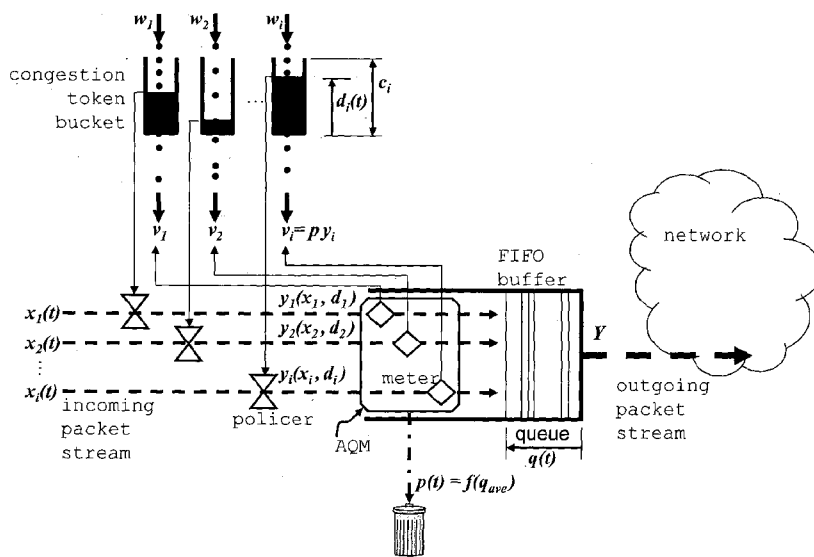 w1 w2 wi
congestion
token
bucket
...
ci
di(t)
v1 v2 vi=p yi
network
FIFO
buffer
x1(t) y1(x1, d1)
x2(t) y2(x2, d2)
⋮
xi(t) yi(xi, di)
meter
Y
incoming
packet
stream
policer
AQM
outgoing
packet
stream
queue
q(t)
p(t) = f(qave)